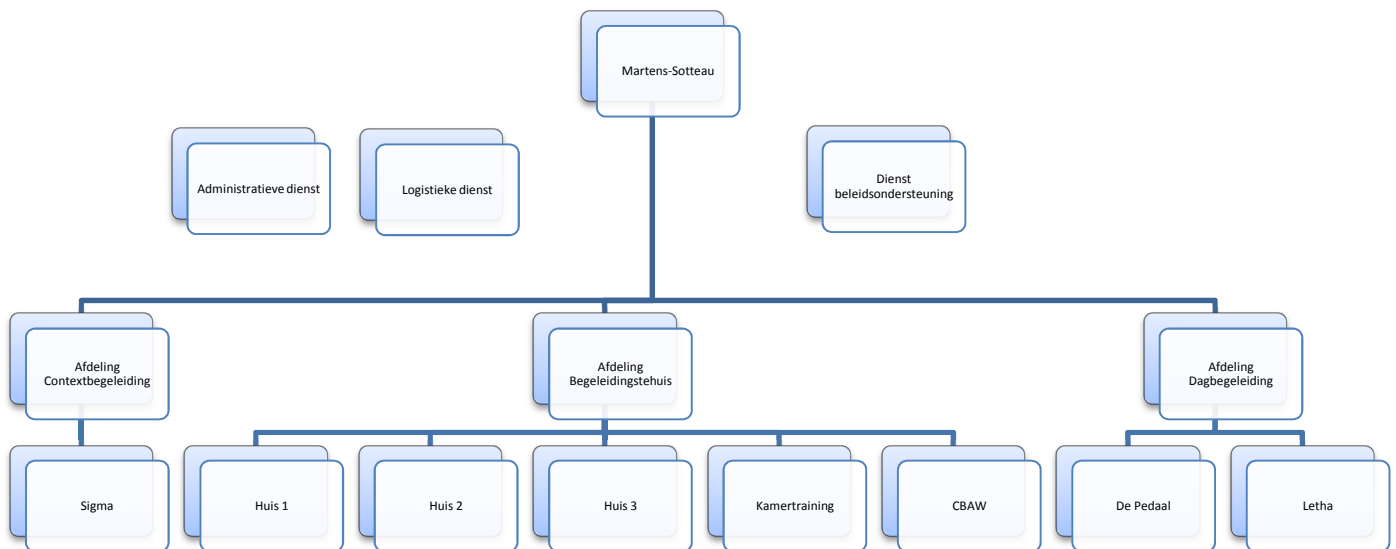 Martens-Sotteau
Administratieve dienst
Logistieke dienst
Dienst
beleidsondersteuning
Afdeling
Contextbegeleiding
Afdeling
Begeleidingstehuis
Afdeling
Dagbegeleiding
Sigma
Huis 1
Huis 2
Huis 3
Kamertraining
CBAW
De Pedaal
Letha